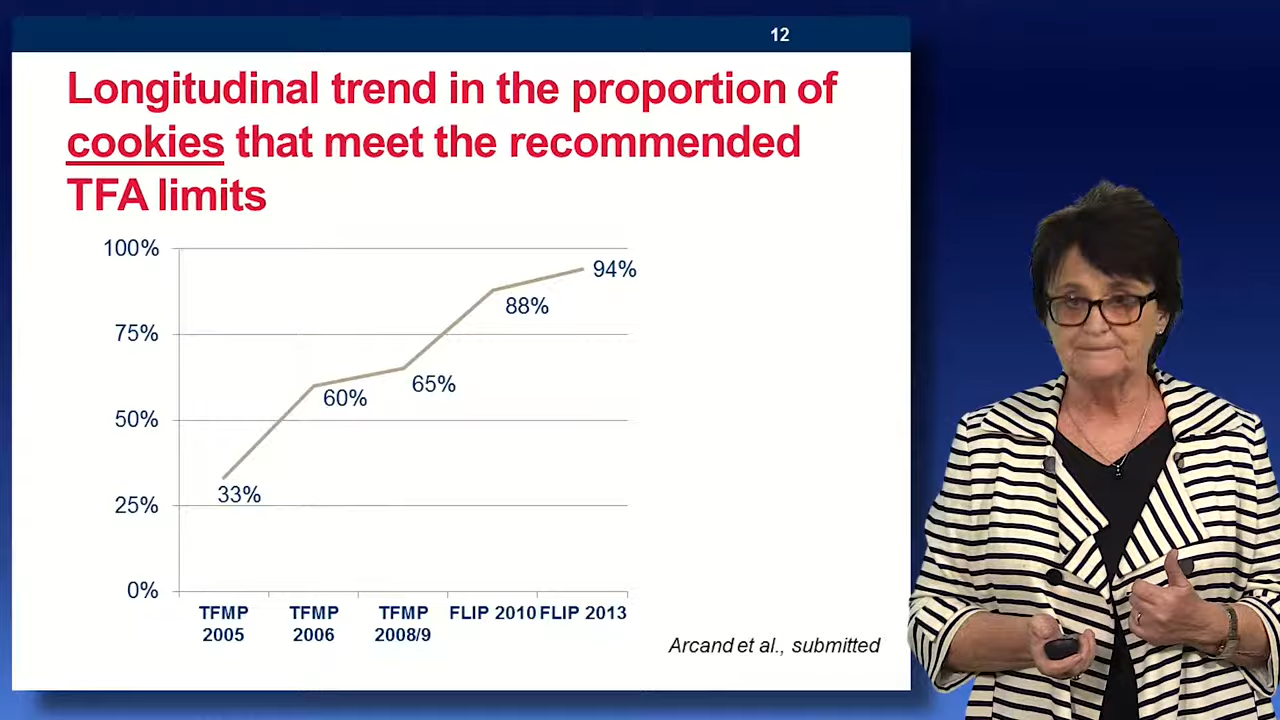 12
Longitudinal trend in the proportion of
cookies that meet the recommended
TFA limits
100%
75%
50%
25%
0%
33%
60%
65%
88%
94%
TFMP
2005
TFMP
2006
TFMP
2008/9
FLIP 2010
FLIP 2013
Arcand et al., submitted